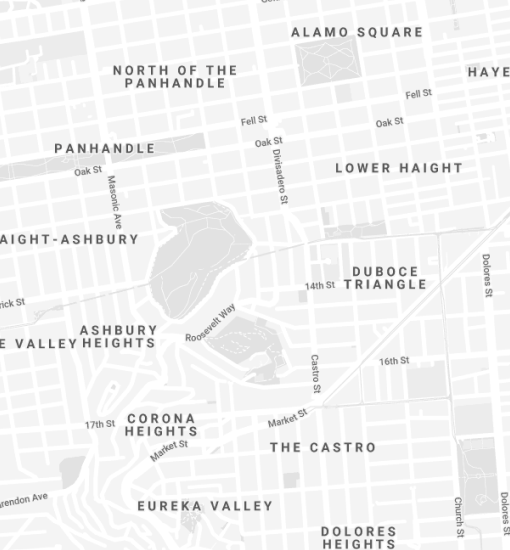 ALAMO SQUARE
NORTH OF THE
PANHANDLE
HAYE
Fell St
Fell St
Oak St
Oak St
PANHANDLE
Divisadero St
LOWER HAIGHT
Oak St
Masonic Ave
AIGHT-ASHBURY
DUBOCE
TRIANGLE
Dolores St
14th St
rick St
Roosevelt Way
ASHBURY
HEIGHTS
E VALLEY
16th St
Castro St
CORONA
HEIGHTS
17th St
Market St
Market St
THE CASTRO
arendon Ave
EUREKA VALLEY
Church St
Dolores St
DOLORES
HEIGHTS